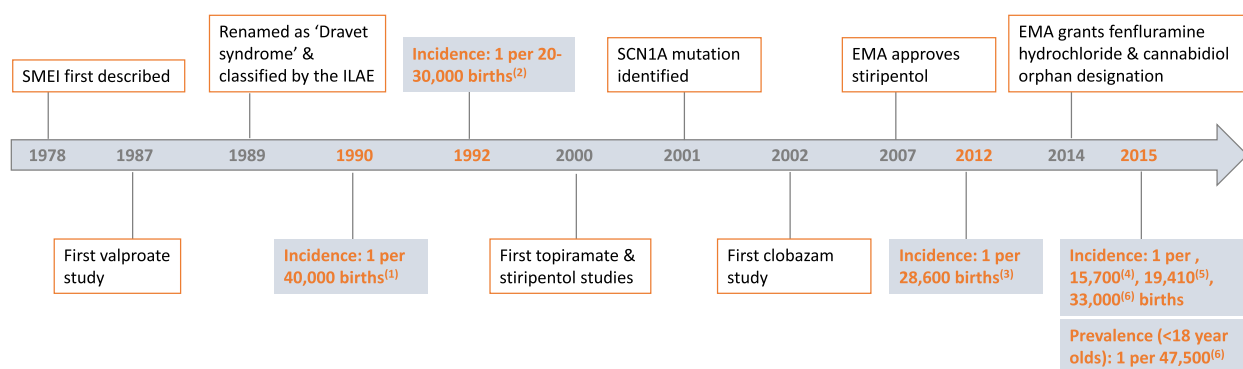 SMEI first described
Renamed as ‘Dravet
syndrome’ &
classified by the ILAE
Incidence: 1 per 20-
30,000 births(2)
SCN1A mutation
identified
EMA approves
stiripentol
EMA grants fenfluramine
hydrochloride & cannabidiol
orphan designation
1978 1987 1989 1990 1992 2000 2001 2002 2007 2012 2014 2015
First valproate
study
Incidence: 1 per
40,000 births(1)
First topiramate &
stiripentol studies
First clobazam
study
Incidence: 1 per
28,600 births(3)
Incidence: 1 per ,
15,700(4), 19,410(5),
33,000(6) births
Prevalence (<18 year
olds): 1 per 47,500(6)